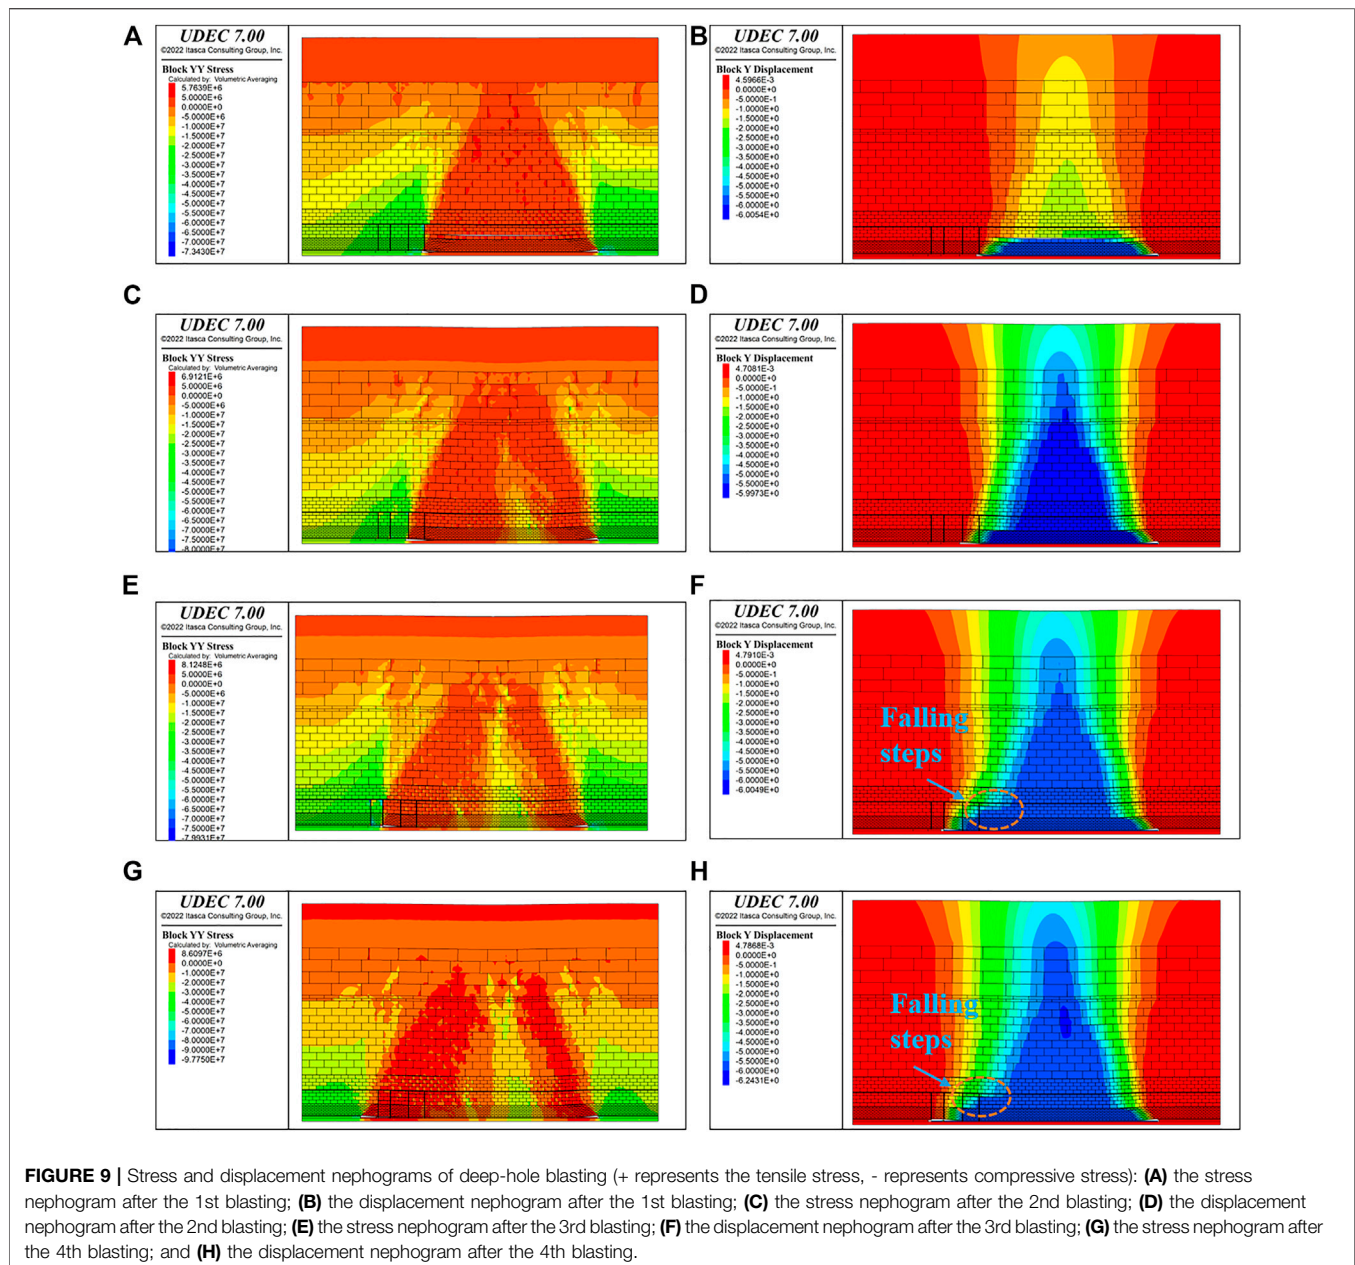 A
UDEC 7.00
©2022 Itasca Consulting Group, Inc.
Block YY Stress
Calculated by: Volumetric Averaging
5.7639E+6
5.0000E+6
0.0000E+0
-5.0000E+6
-1.0000E+7
-1.5000E+7
-2.0000E+7
-2.5000E+7
-3.0000E+7
-3.5000E+7
-4.0000E+7
-4.5000E+7
-5.0000E+7
-5.5000E+7
-6.0000E+7
-6.5000E+7
-7.0000E+7
-7.3430E+7
B
UDEC 7.00
©2022 Itasca Consulting Group, Inc.
Block Y Displacement
4.5966E-3
0.0000E+0
-5.0000E-1
-1.0000E+0
-1.5000E+0
-2.0000E+0
-2.5000E+0
-3.0000E+0
-3.5000E+0
-4.0000E+0
-4.5000E+0
-5.0000E+0
-5.5000E+0
-6.0000E+0
-6.0054E+0
C
UDEC 7.00
©2022 Itasca Consulting Group, Inc.
Block YY Stress
Calculated by: Volumetric Averaging
6.9121E+6
5.0000E+6
0.0000E+0
-5.0000E+6
-1.0000E+7
-1.5000E+7
-2.0000E+7
-2.5000E+7
-3.0000E+7
-3.5000E+7
-4.0000E+7
-4.5000E+7
-5.0000E+7
-5.5000E+7
-6.0000E+7
-6.5000E+7
-7.0000E+7
-7.5000E+7
-8.0000E+7
D
UDEC 7.00
©2022 Itasca Consulting Group, Inc.
Block Y Displacement
4.7081E-3
0.0000E+0
-5.0000E-1
-1.0000E+0
-1.5000E+0
-2.0000E+0
-2.5000E+0
-3.0000E+0
-3.5000E+0
-4.0000E+0
-4.5000E+0
-5.0000E+0
-5.5000E+0
-5.9973E+0
E
UDEC 7.00
©2022 Itasca Consulting Group, Inc.
Block YY Stress
Calculated by: Volumetric Averaging
8.1248E+6
5.0000E+6
0.0000E+0
-5.0000E+6
-1.0000E+7
-1.5000E+7
-2.0000E+7
-2.5000E+7
-3.0000E+7
-3.5000E+7
-4.0000E+7
-4.5000E+7
-5.0000E+7
-5.5000E+7
-6.0000E+7
-6.5000E+7
-7.0000E+7
-7.5000E+7
-7.9931E+7
F
UDEC 7.00
©2022 Itasca Consulting Group, Inc.
Block Y Displacement
4.7910E-3
0.0000E+0
-5.0000E-1
-1.0000E+0
-1.5000E+0
-2.0000E+0
-2.5000E+0
-3.0000E+0
-3.5000E+0
-4.0000E+0
-4.5000E+0
-5.0000E+0
-5.5000E+0
-6.0000E+0
-6.0049E+0
Falling
steps
G
UDEC 7.00
©2022 Itasca Consulting Group, Inc.
Block YY Stress
Calculated by: Volumetric Averaging
8.6097E+6
0.0000E+0
-1.0000E+7
-2.0000E+7
-3.0000E+7
-4.0000E+7
-5.0000E+7
-6.0000E+7
-7.0000E+7
-8.0000E+7
-9.0000E+7
-9.7750E+7
H
UDEC 7.00
©2022 Itasca Consulting Group, Inc.
Block Y Displacement
4.7868E-3
0.0000E+0
-5.0000E-1
-1.0000E+0
-1.5000E+0
-2.0000E+0
-2.5000E+0
-3.0000E+0
-3.5000E+0
-4.0000E+0
-4.5000E+0
-5.0000E+0
-5.5000E+0
-6.0000E+0
-6.2431E+0
Falling
steps
FIGURE 9 | Stress and displacement nephograms of deep-hole blasting (+ represents the tensile stress, - represents compressive stress): (A) the stress
nephogram after the 1st blasting; (B) the displacement nephogram after the 1st blasting; (C) the stress nephogram after the 2nd blasting; (D) the displacement
nephogram after the 2nd blasting; (E) the stress nephogram after the 3rd blasting; (F) the displacement nephogram after the 3rd blasting; (G) the stress nephogram after
the 4th blasting; and (H) the displacement nephogram after the 4th blasting.